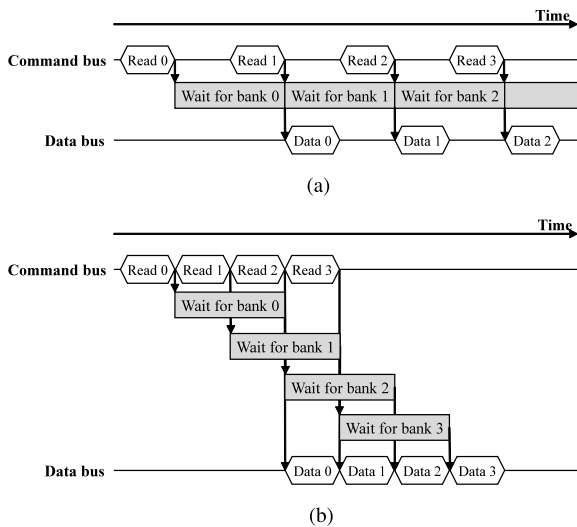 Time
Command bus Read 0 Read 1 Read 2 Read 3
Wait for bank 0 Wait for bank 1 Wait for bank 2
Data bus Data 0 Data 1 Data 2
(a)
Time
Command bus Read 0 Read 1 Read 2 Read 3
Wait for bank 0
Wait for bank 1
Wait for bank 2
Wait for bank 3
Data bus Data 0 Data 1 Data 2 Data 3
(b)